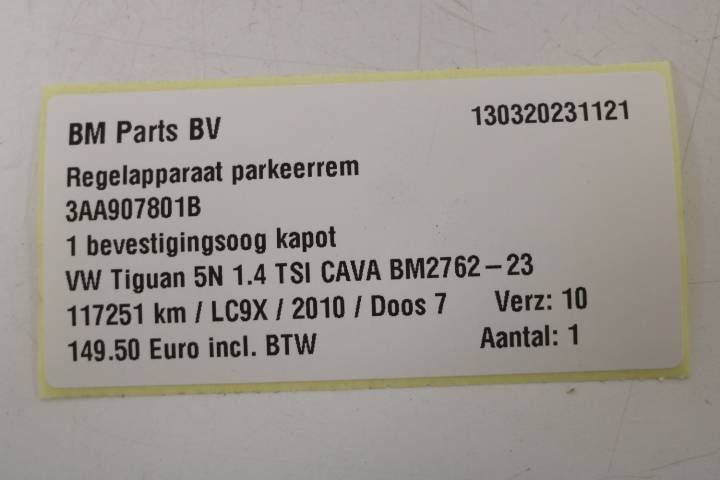 BM Parts BV 130320231121
Regelapparaat parkeerrem
3AA907801B
1 bevestigingsoog kapot
VW Tiguan 5N 1.4 TSI CAVA BM2762-23
117251 km / LC9X / 2010 / Doos 7 Verz: 10
149.50 Euro incl. BTW Aantal: 1